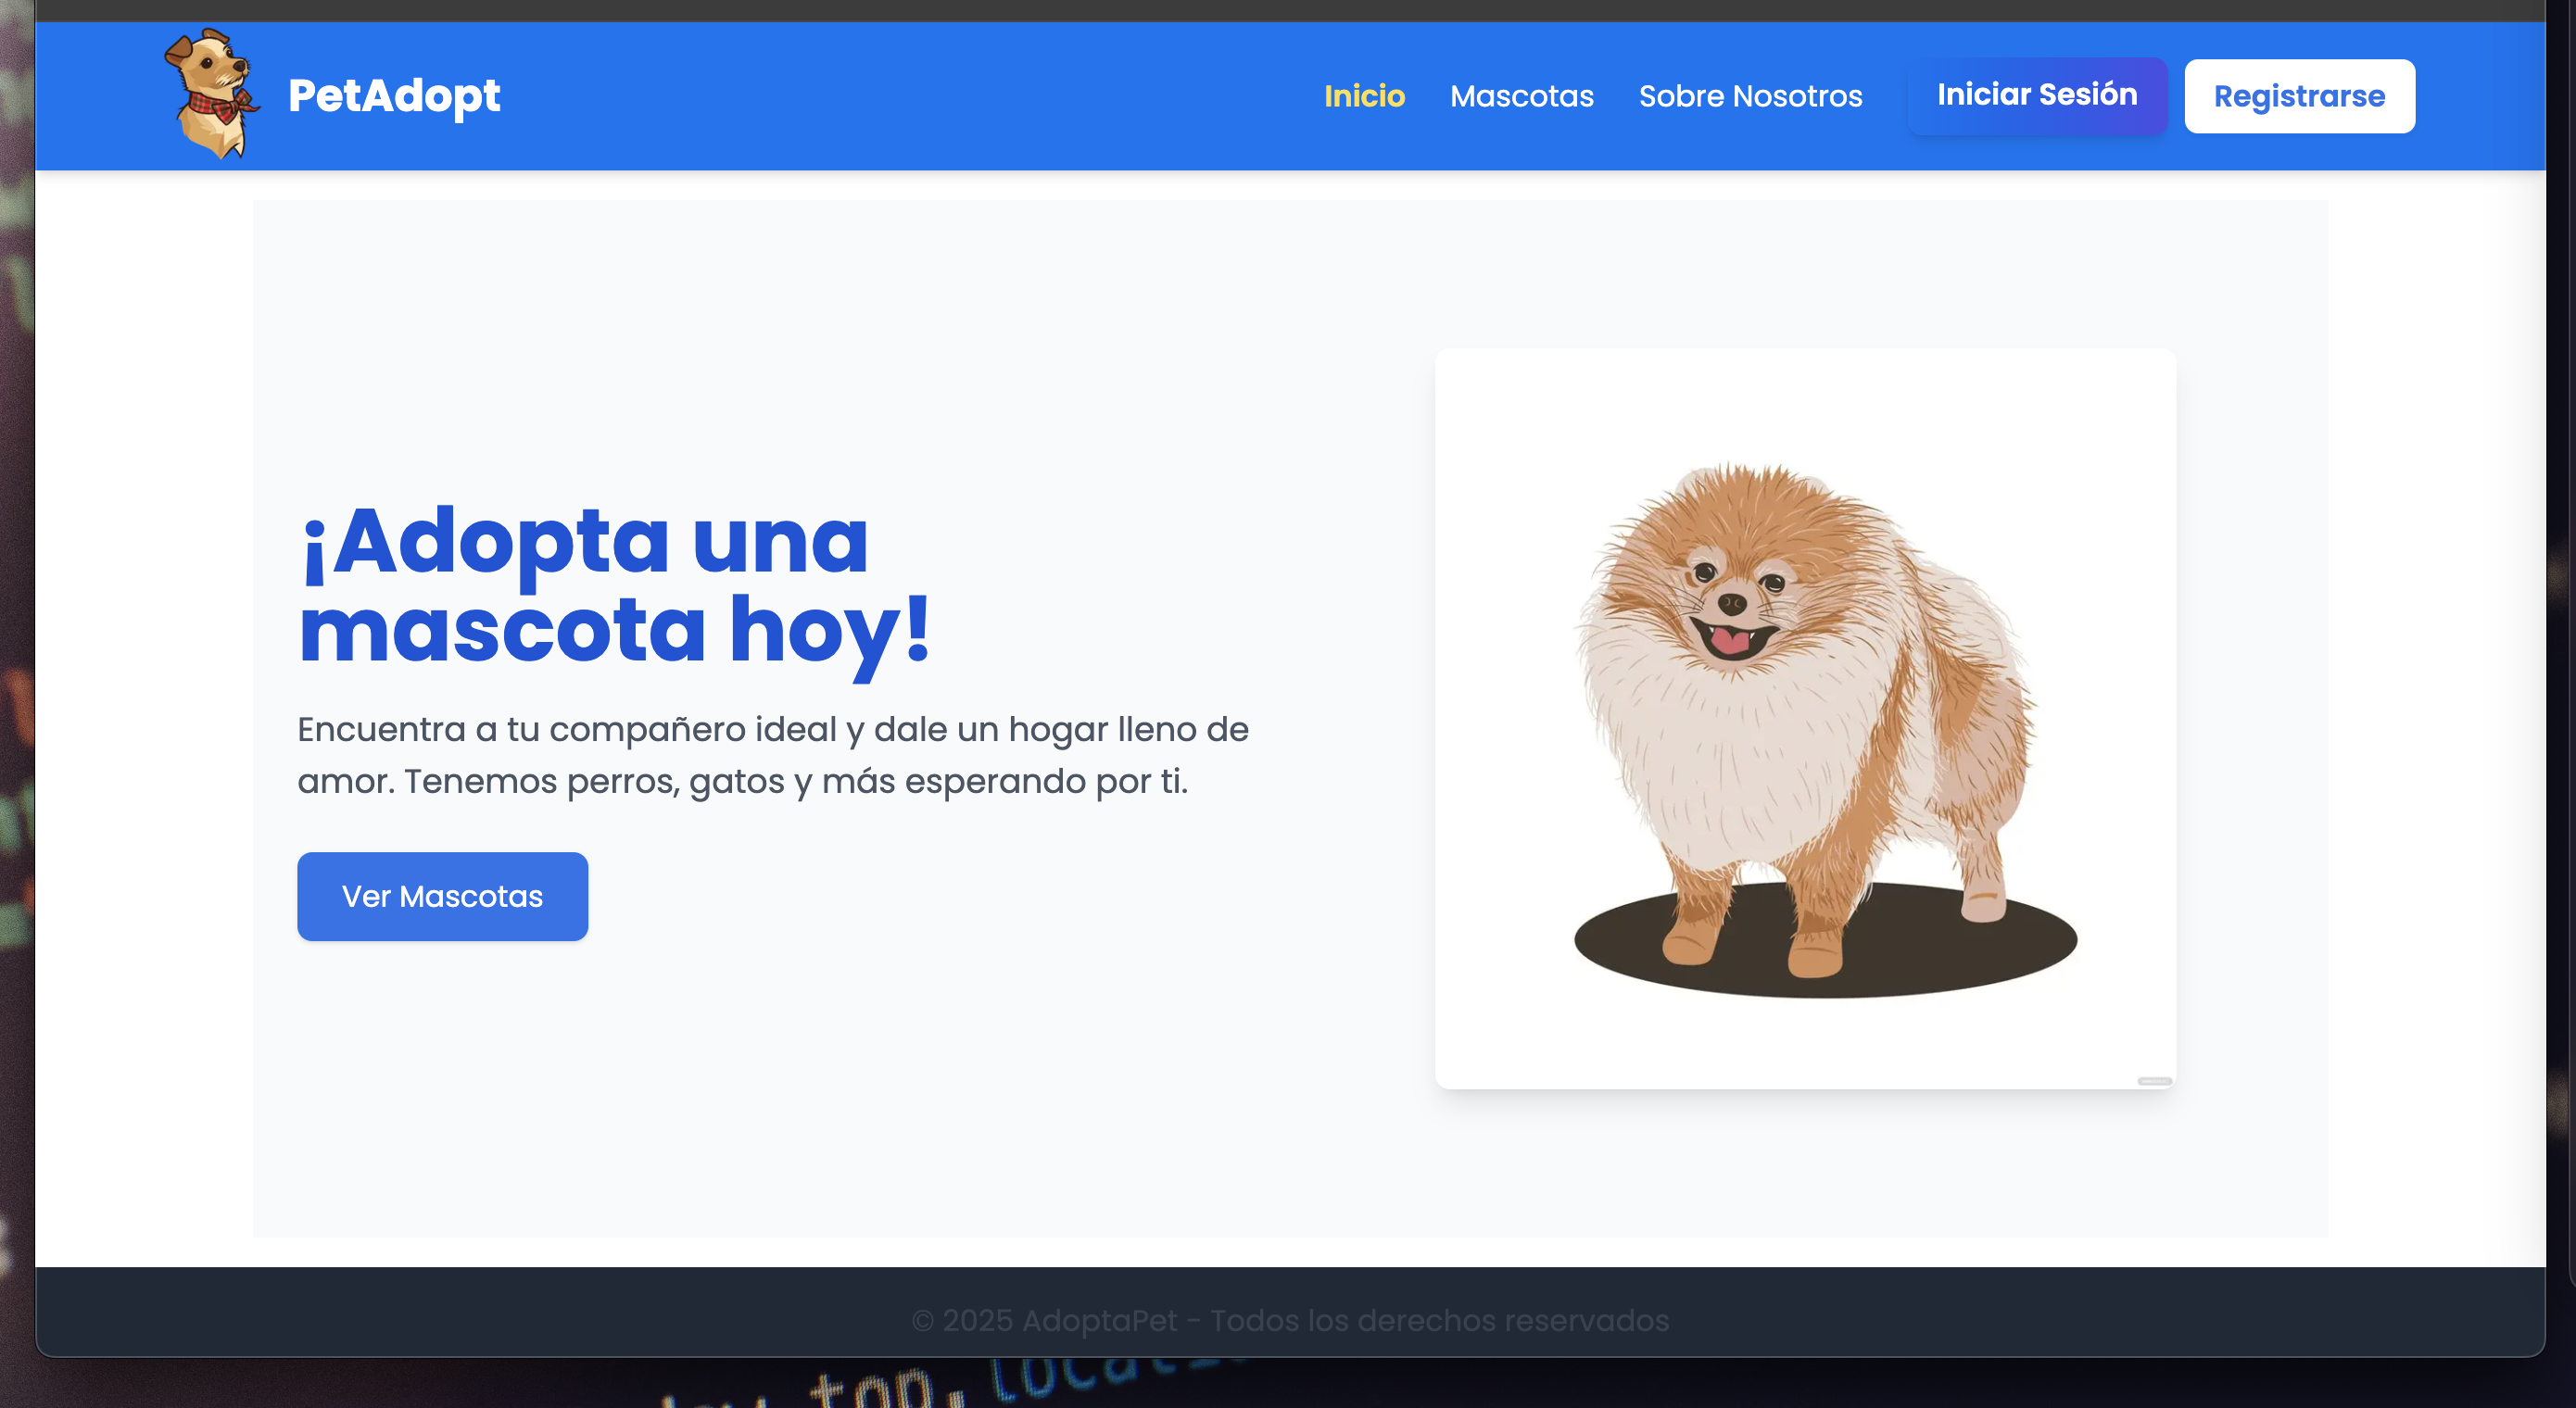 PetAdopt
Inicio Mascotas Sobre Nosotros Iniciar Sesión Registrarse
¡Adopta una
mascota hoy!
Encuentra a tu compañero ideal y dale un hogar lleno de
amor. Tenemos perros, gatos y más esperando por ti.
Ver Mascotas
© 2025 AdoptaPet - Todos los derechos reservados
top,